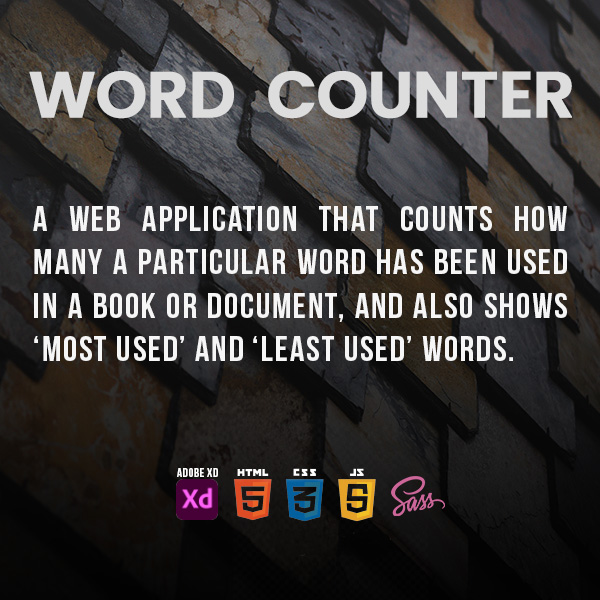 WORD COUNTER
A WEB APPLICATION THAT COUNTS HOW
MANY A PARTICULAR WORD HAS BEEN USED
IN A BOOK OR DOCUMENT, AND ALSO SHOWS
‘MOST USED’ AND ‘LEAST USED’ WORDS.
ADOBE XD HTML CSS JS
Xd 5 3 5 Sass